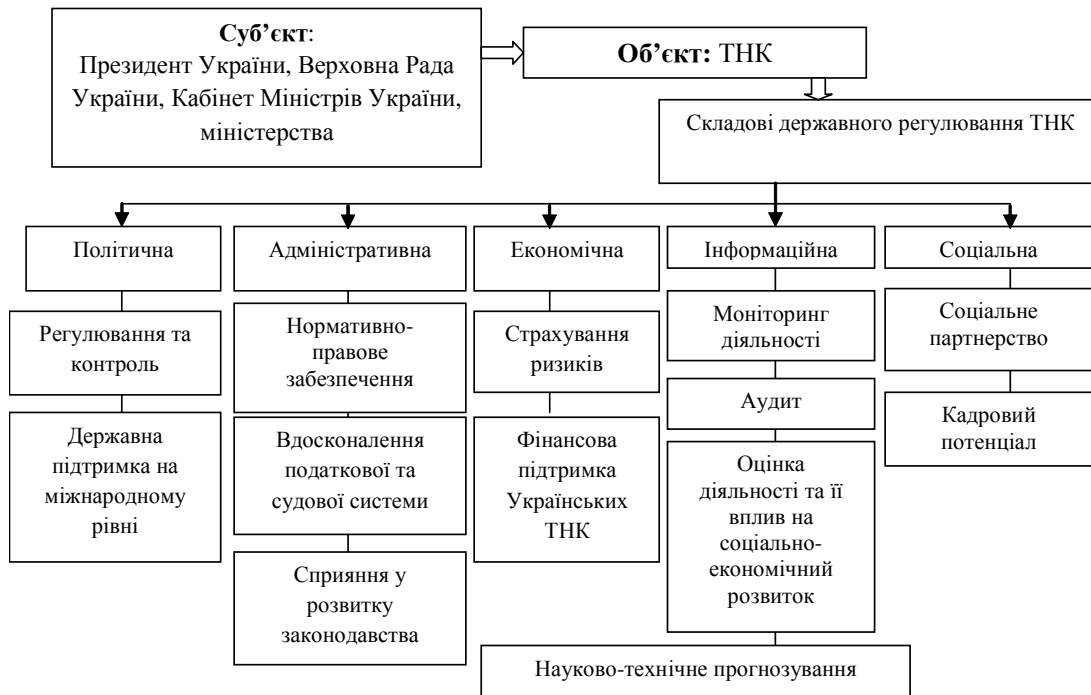 Суб’єкт:
Президент України, Верховна Рада
України, Кабінет Міністрів України,
міністерства
Об’єкт: ТНК
Складові державного регулювання ТНК
Політична
Регулювання та
контроль
Державна
підтримка на
міжнародному
рівні
Адміністративна
Нормативно-
правове
забезпечення
Вдосконалення
податкової та
судової системи
Сприяння у
розвитку
законодавства
Економічна
Страхування
ризиків
Фінансова
підтримка
Українських
ТНК
Інформаційна
Моніторинг
діяльності
Аудит
Оцінка
діяльності та її
вплив на
соціально-
економічний
розвиток
Науково-технічне прогнозування
Соціальна
Соціальне
партнерство
Кадровий
потенціал